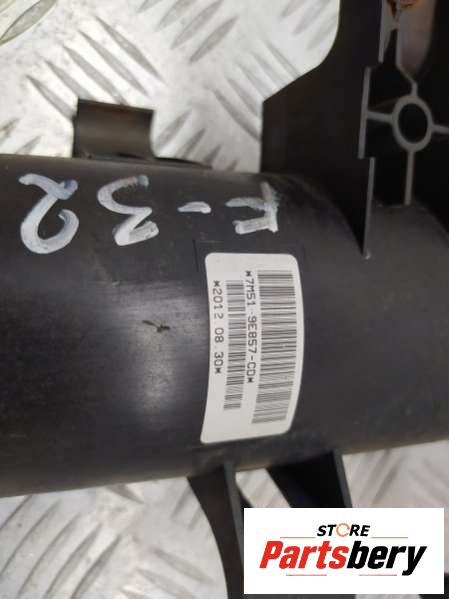 E-32
*7M51-9E857-CD*
*2012 08.30*
STORE
Partsbery